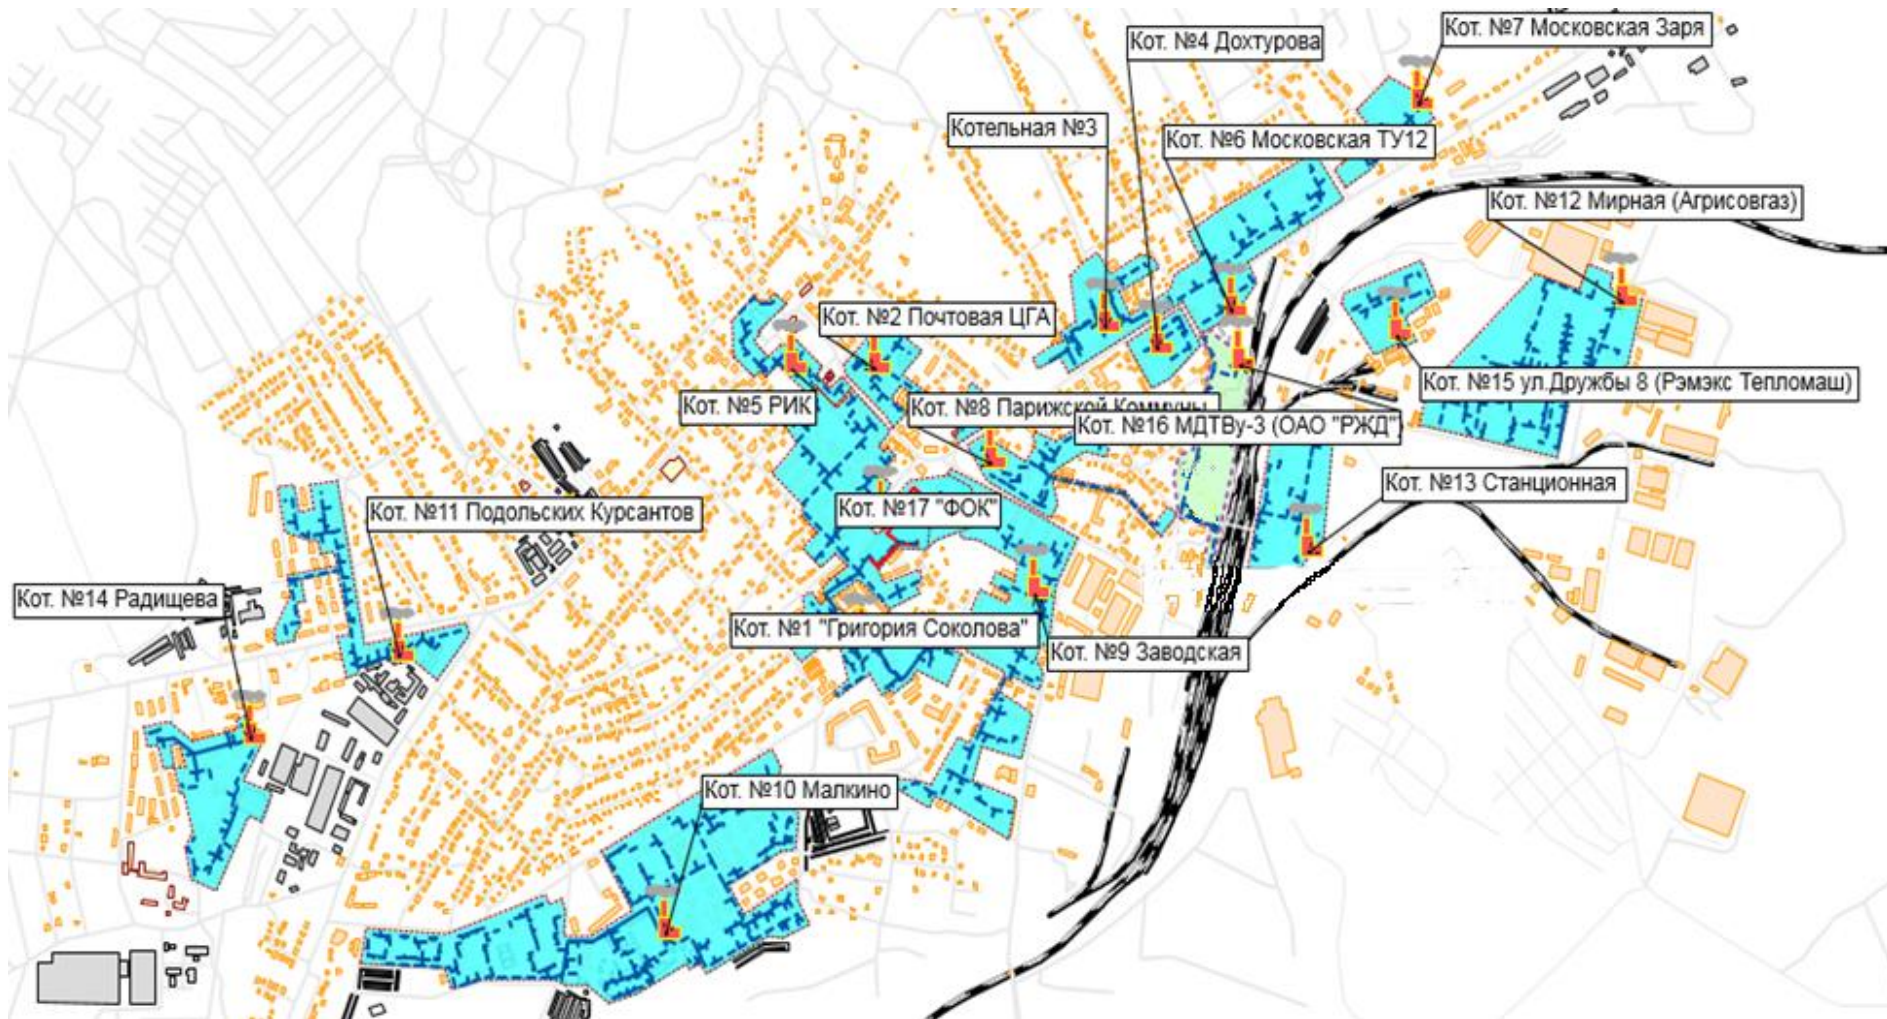 Кот. №7 Московская Заря
Кот. №4 Дохтурова
Котельная №3
Кот. №6 Московская ТУ12
Кот. №12 Мирная (Агрисовгаз)
Кот. №2 Почтовая ЦГА
Кот. №15 ул.Дружбы 8 (Рэмэкс Тепломаш)
Кот. №5 РИК
Кот. №8 Парижской Коммуны
Кот. №16 МДТВу-3 (ОАО "РЖД")
Кот. №13 Станционная
Кот. №17 "ФОК"
Кот. №11 Подольских Курсантов
Кот. №14 Радищева
Кот. №1 "Григория Соколова"
Кот. №9 Заводская
Кот. №10 Малкино